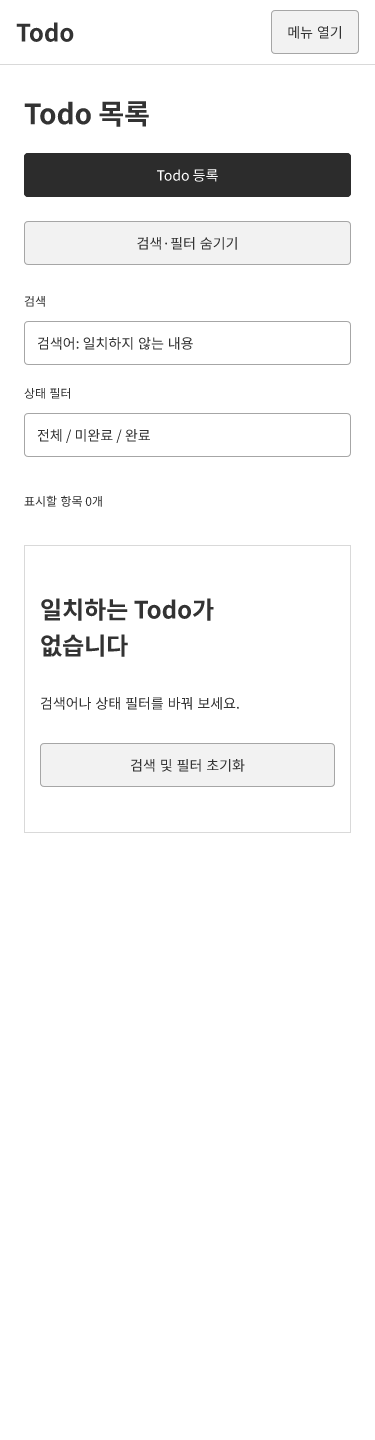 Todo
메뉴 열기
Todo 목록
Todo 등록
검색·필터 숨기기
검색
검색어: 일치하지 않는 내용
상태 필터
전체 / 미완료 / 완료
표시할 항목 0개
일치하는 Todo가
없습니다
검색어나 상태 필터를 바꿔 보세요.
검색 및 필터 초기화